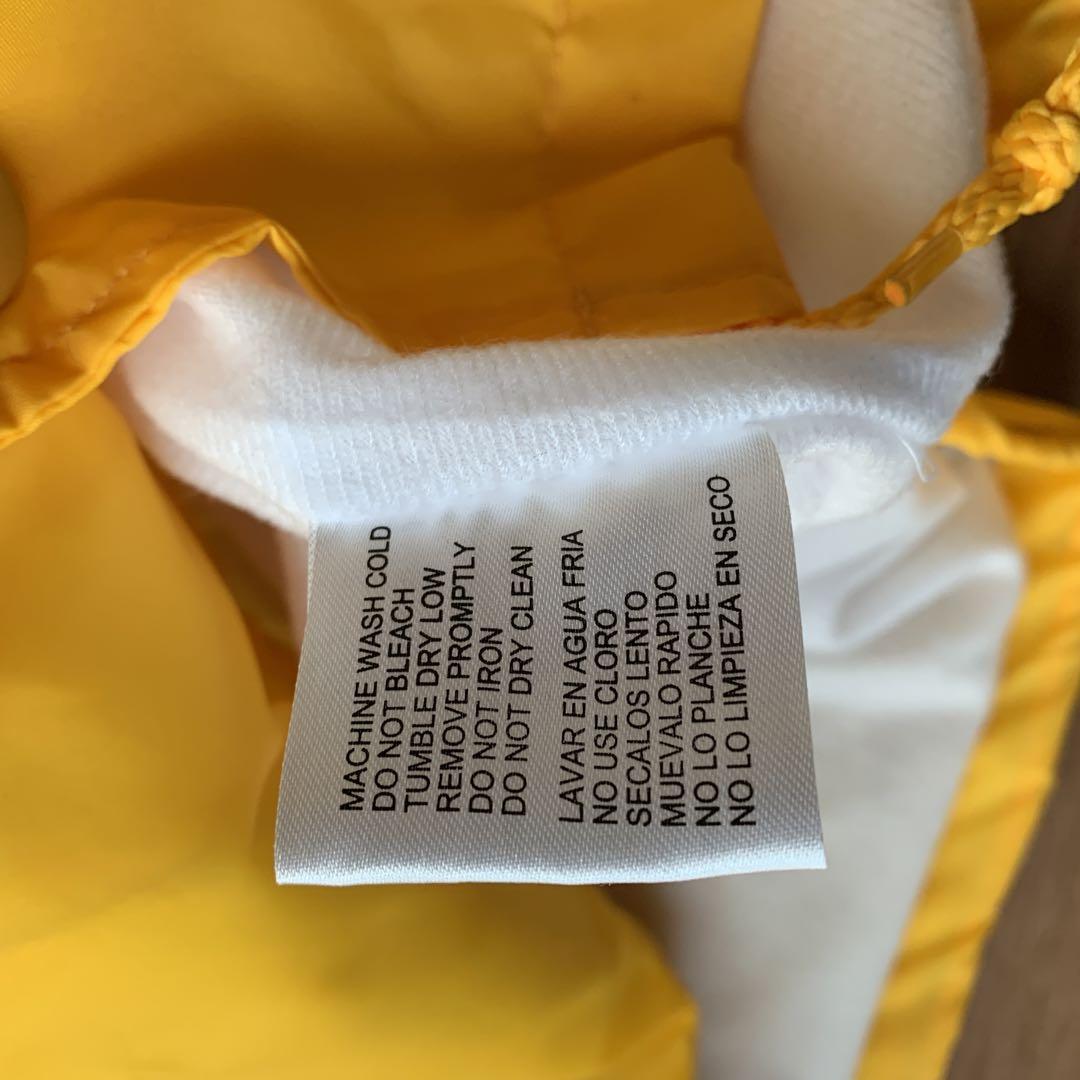 MACHINE WASH COLD
DO NOT BLEACH
TUMBLE DRY LOW
REMOVE PROMPTLY
DO NOT IRON
DO NOT DRY CLEAN
LAVAR EN AGUA FRIA
NO USE CLORO
SECALOS LENTO
MUEVALO RAPIDO
NO LO PLANCHE
NO LO LIMPIEZA EN SECO